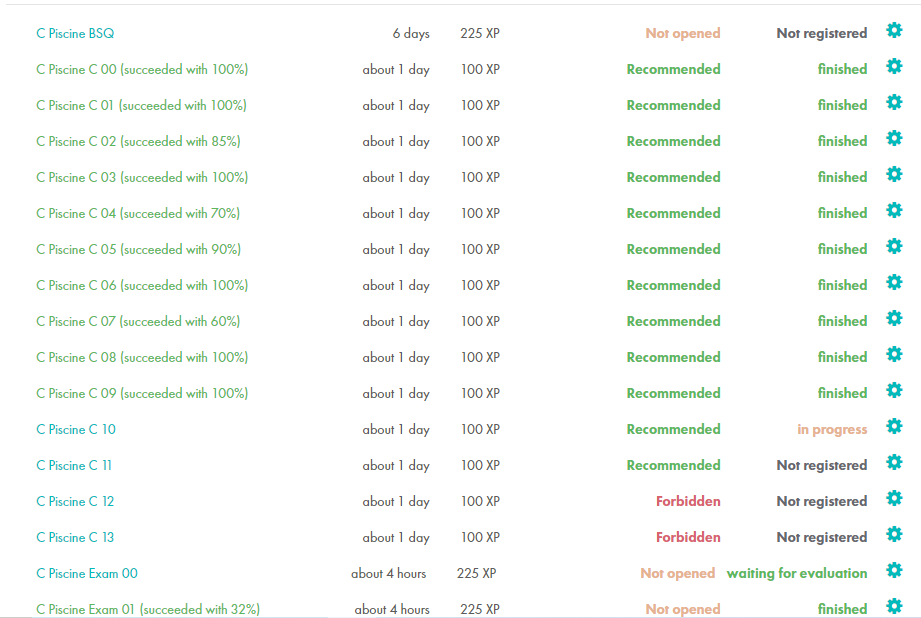 C Piscine BSQ 6 days 225 XP Not opened Not registered
C Piscine C 00 (succeeded with 100%) about 1 day 100 XP Recommended finished
C Piscine C 01 (succeeded with 100%) about 1 day 100 XP Recommended finished
C Piscine C 02 (succeeded with 85%) about 1 day 100 XP Recommended finished
C Piscine C 03 (succeeded with 100%) about 1 day 100 XP Recommended finished
C Piscine C 04 (succeeded with 70%) about 1 day 100 XP Recommended finished
C Piscine C 05 (succeeded with 90%) about 1 day 100 XP Recommended finished
C Piscine C 06 (succeeded with 100%) about 1 day 100 XP Recommended finished
C Piscine C 07 (succeeded with 60%) about 1 day 100 XP Recommended finished
C Piscine C 08 (succeeded with 100%) about 1 day 100 XP Recommended finished
C Piscine C 09 (succeeded with 100%) about 1 day 100 XP Recommended finished
C Piscine C 10 about 1 day 100 XP Recommended in progress
C Piscine C 11 about 1 day 100 XP Recommended Not registered
C Piscine C 12 about 1 day 100 XP Forbidden Not registered
C Piscine C 13 about 1 day 100 XP Forbidden Not registered
C Piscine Exam 00 about 4 hours 225 XP Not opened waiting for evaluation
C Piscine Exam 01 (succeeded with 32%) about 4 hours 225 XP Not opened finished